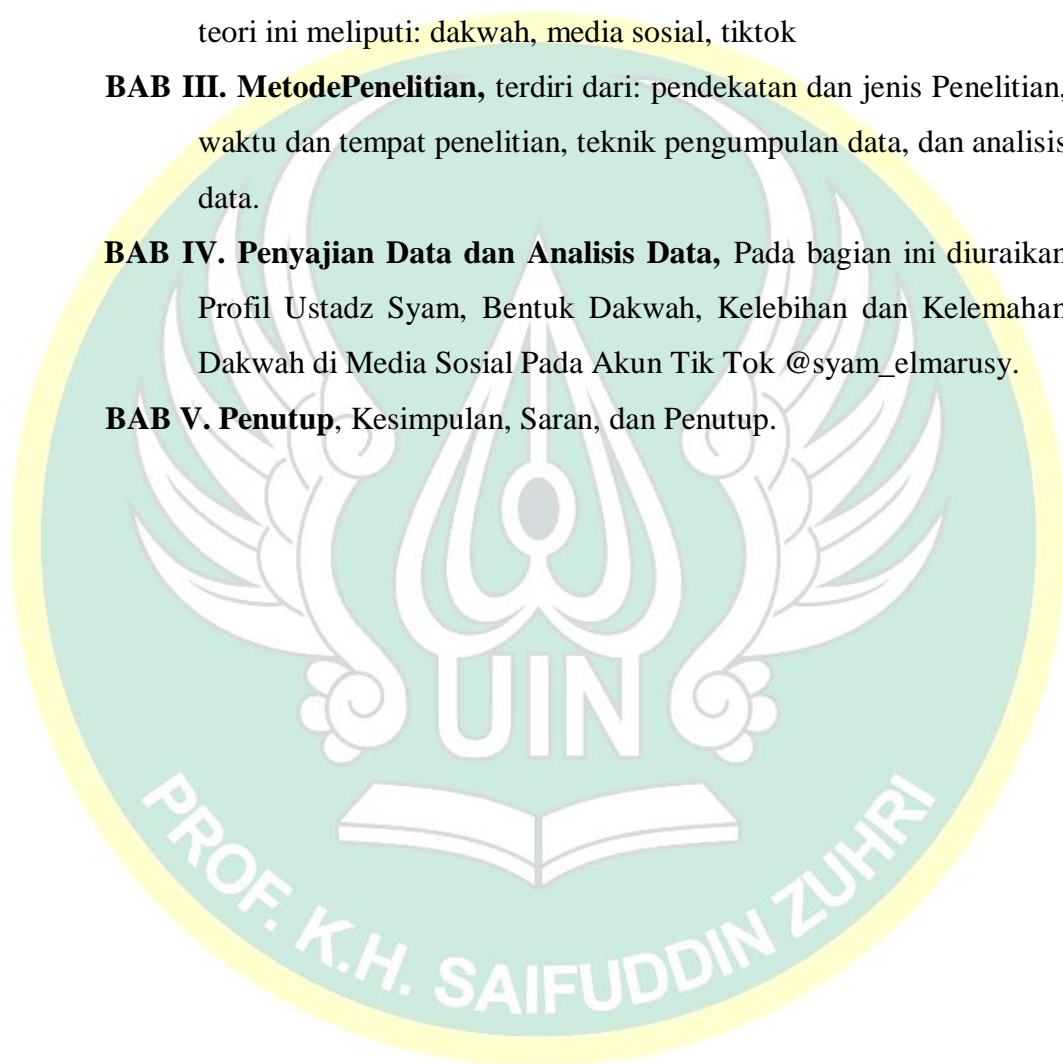 teori ini meliputi: dakwah, media sosial, tiktok
BAB III. MetodePenelitian, terdiri dari: pendekatan dan jenis Penelitian,
waktu dan tempat penelitian, teknik pengumpulan data, dan analisis
data.
BAB IV. Penyajian Data dan Analisis Data, Pada bagian ini diuraikan
Profil Ustadz Syam, Bentuk Dakwah, Kelebihan dan Kelemahan
Dakwah di Media Sosial Pada Akun Tik Tok @syam_elmarusy.
BAB V. Penutup, Kesimpulan, Saran, dan Penutup.
UIN
PROF. K.H. SAIFUDDIN ZUHRI